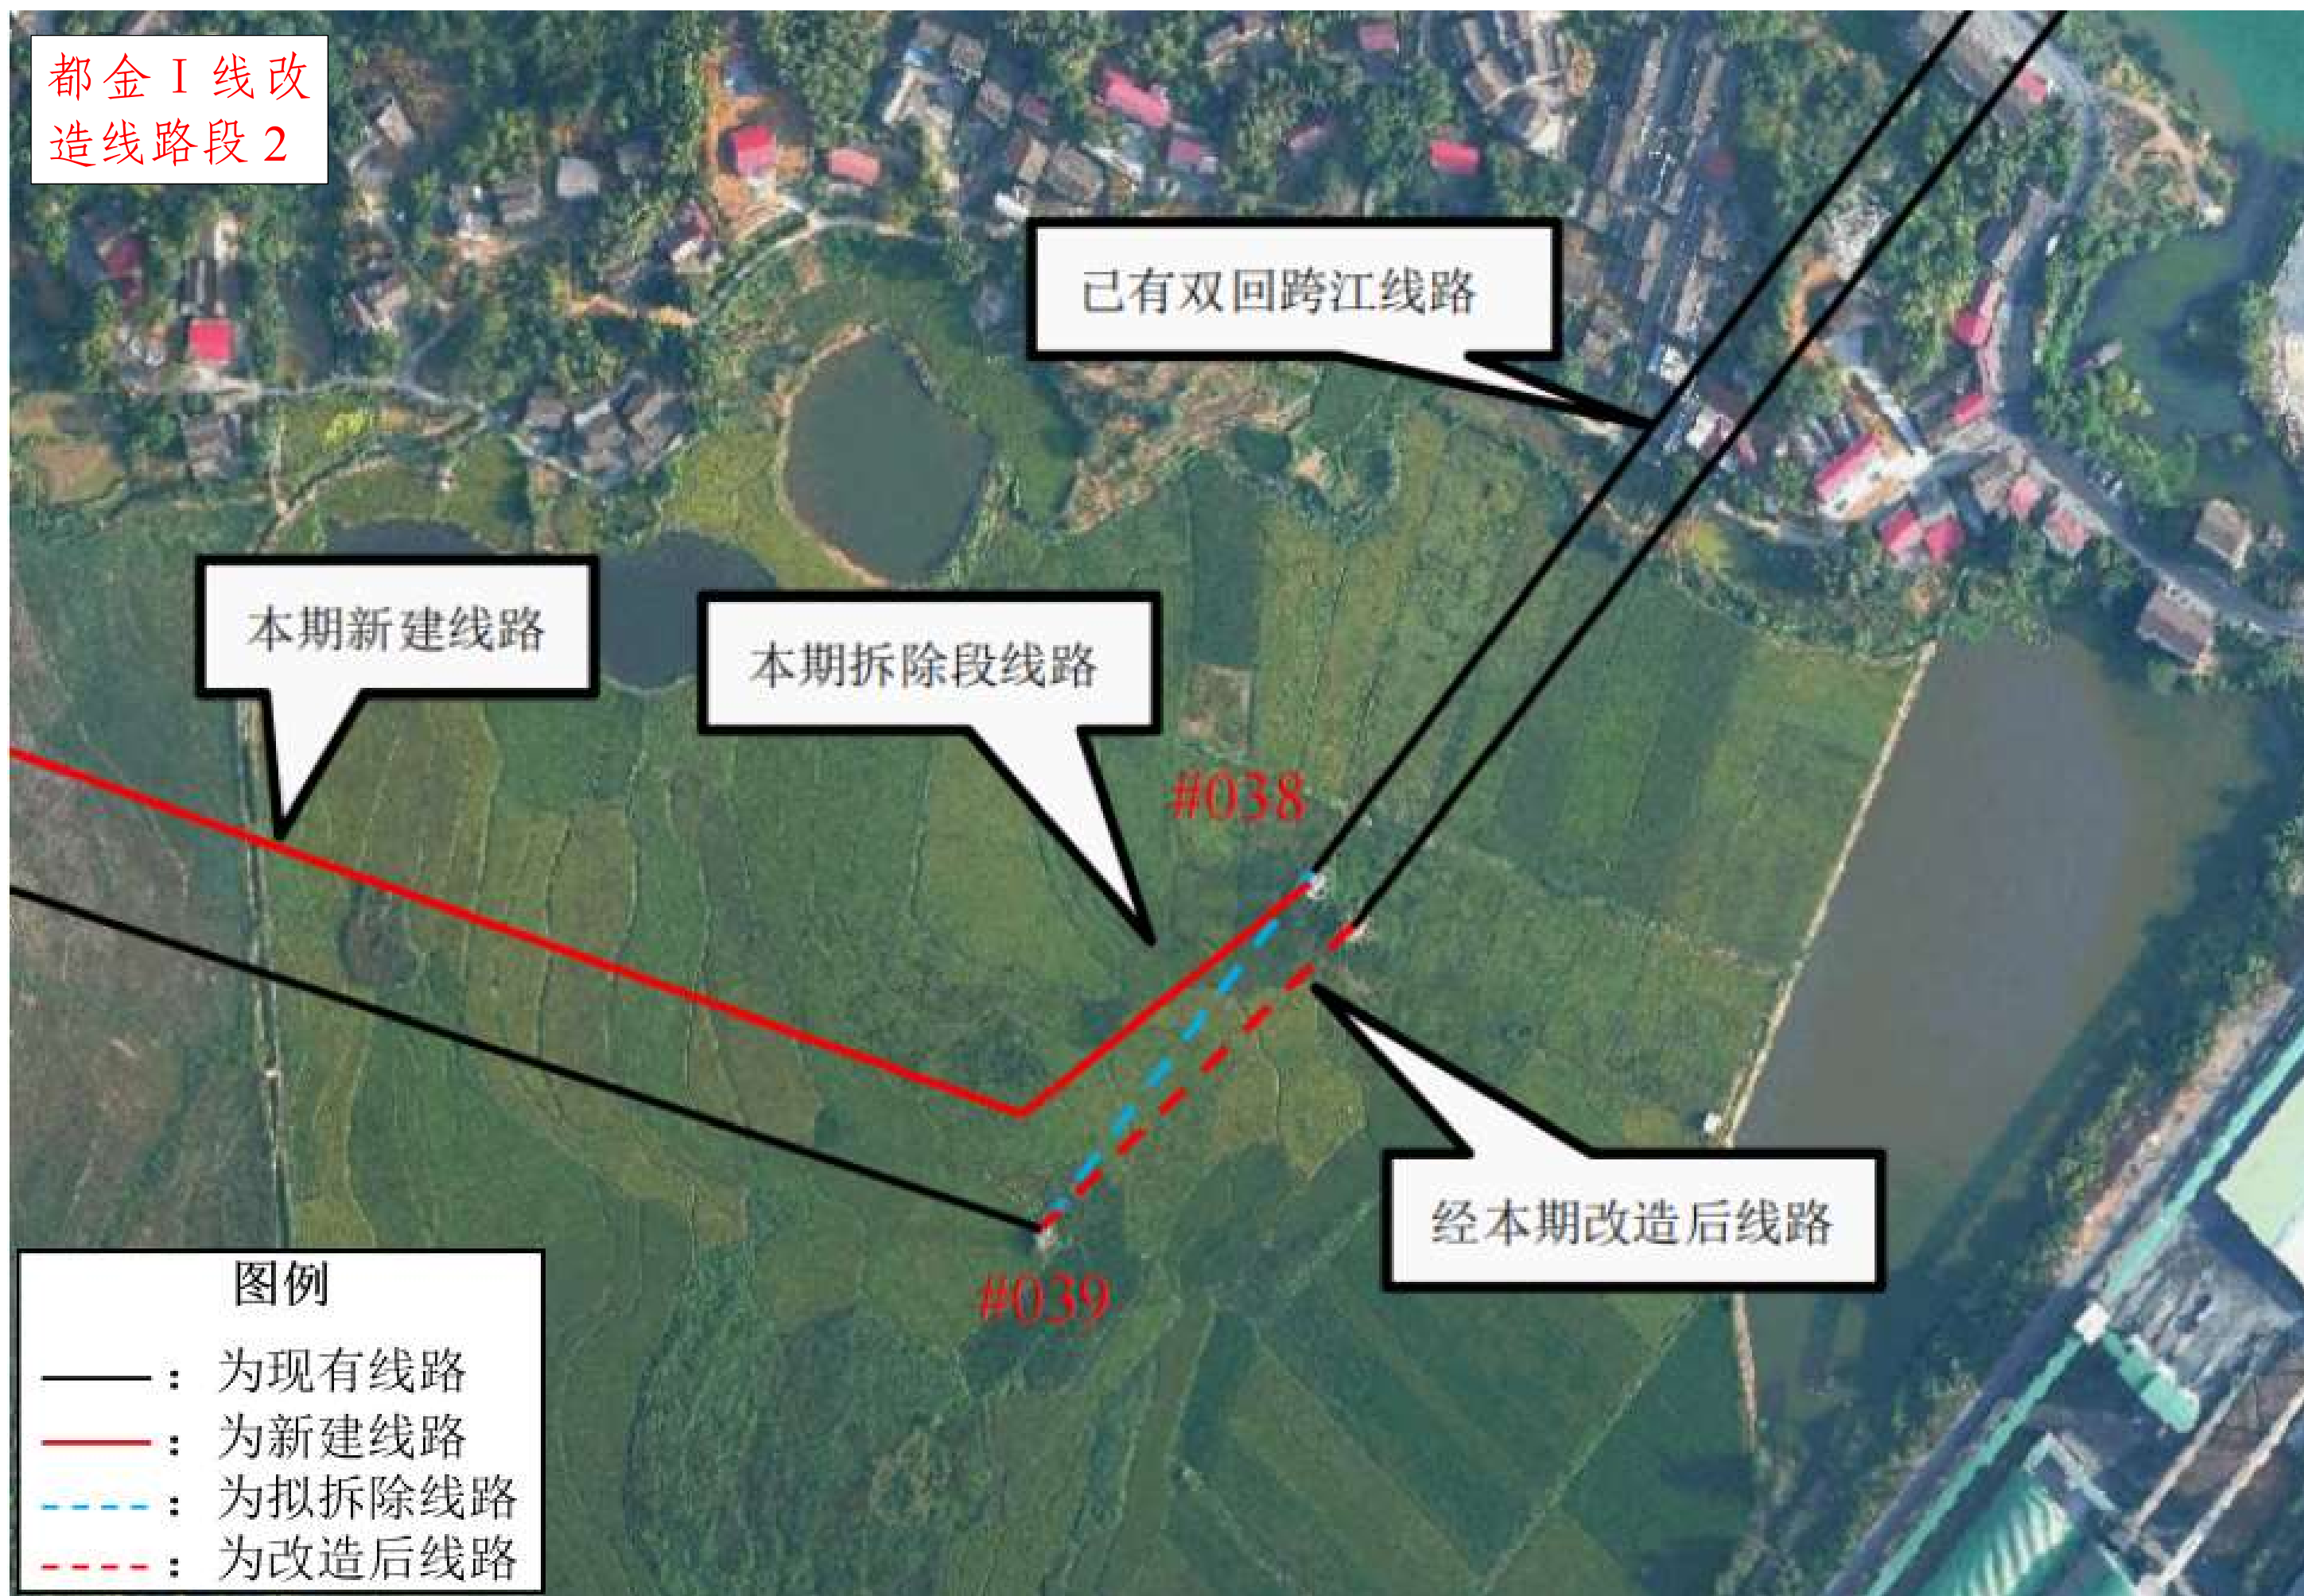 都金 I 线改
造线路段 2
己有双回跨江线路
本期新建线路
本期拆除段线路
#038
经本期改造后线路
#039
图例
：为现有线路
：为新建线路
：为拟拆除线路
：为改造后线路